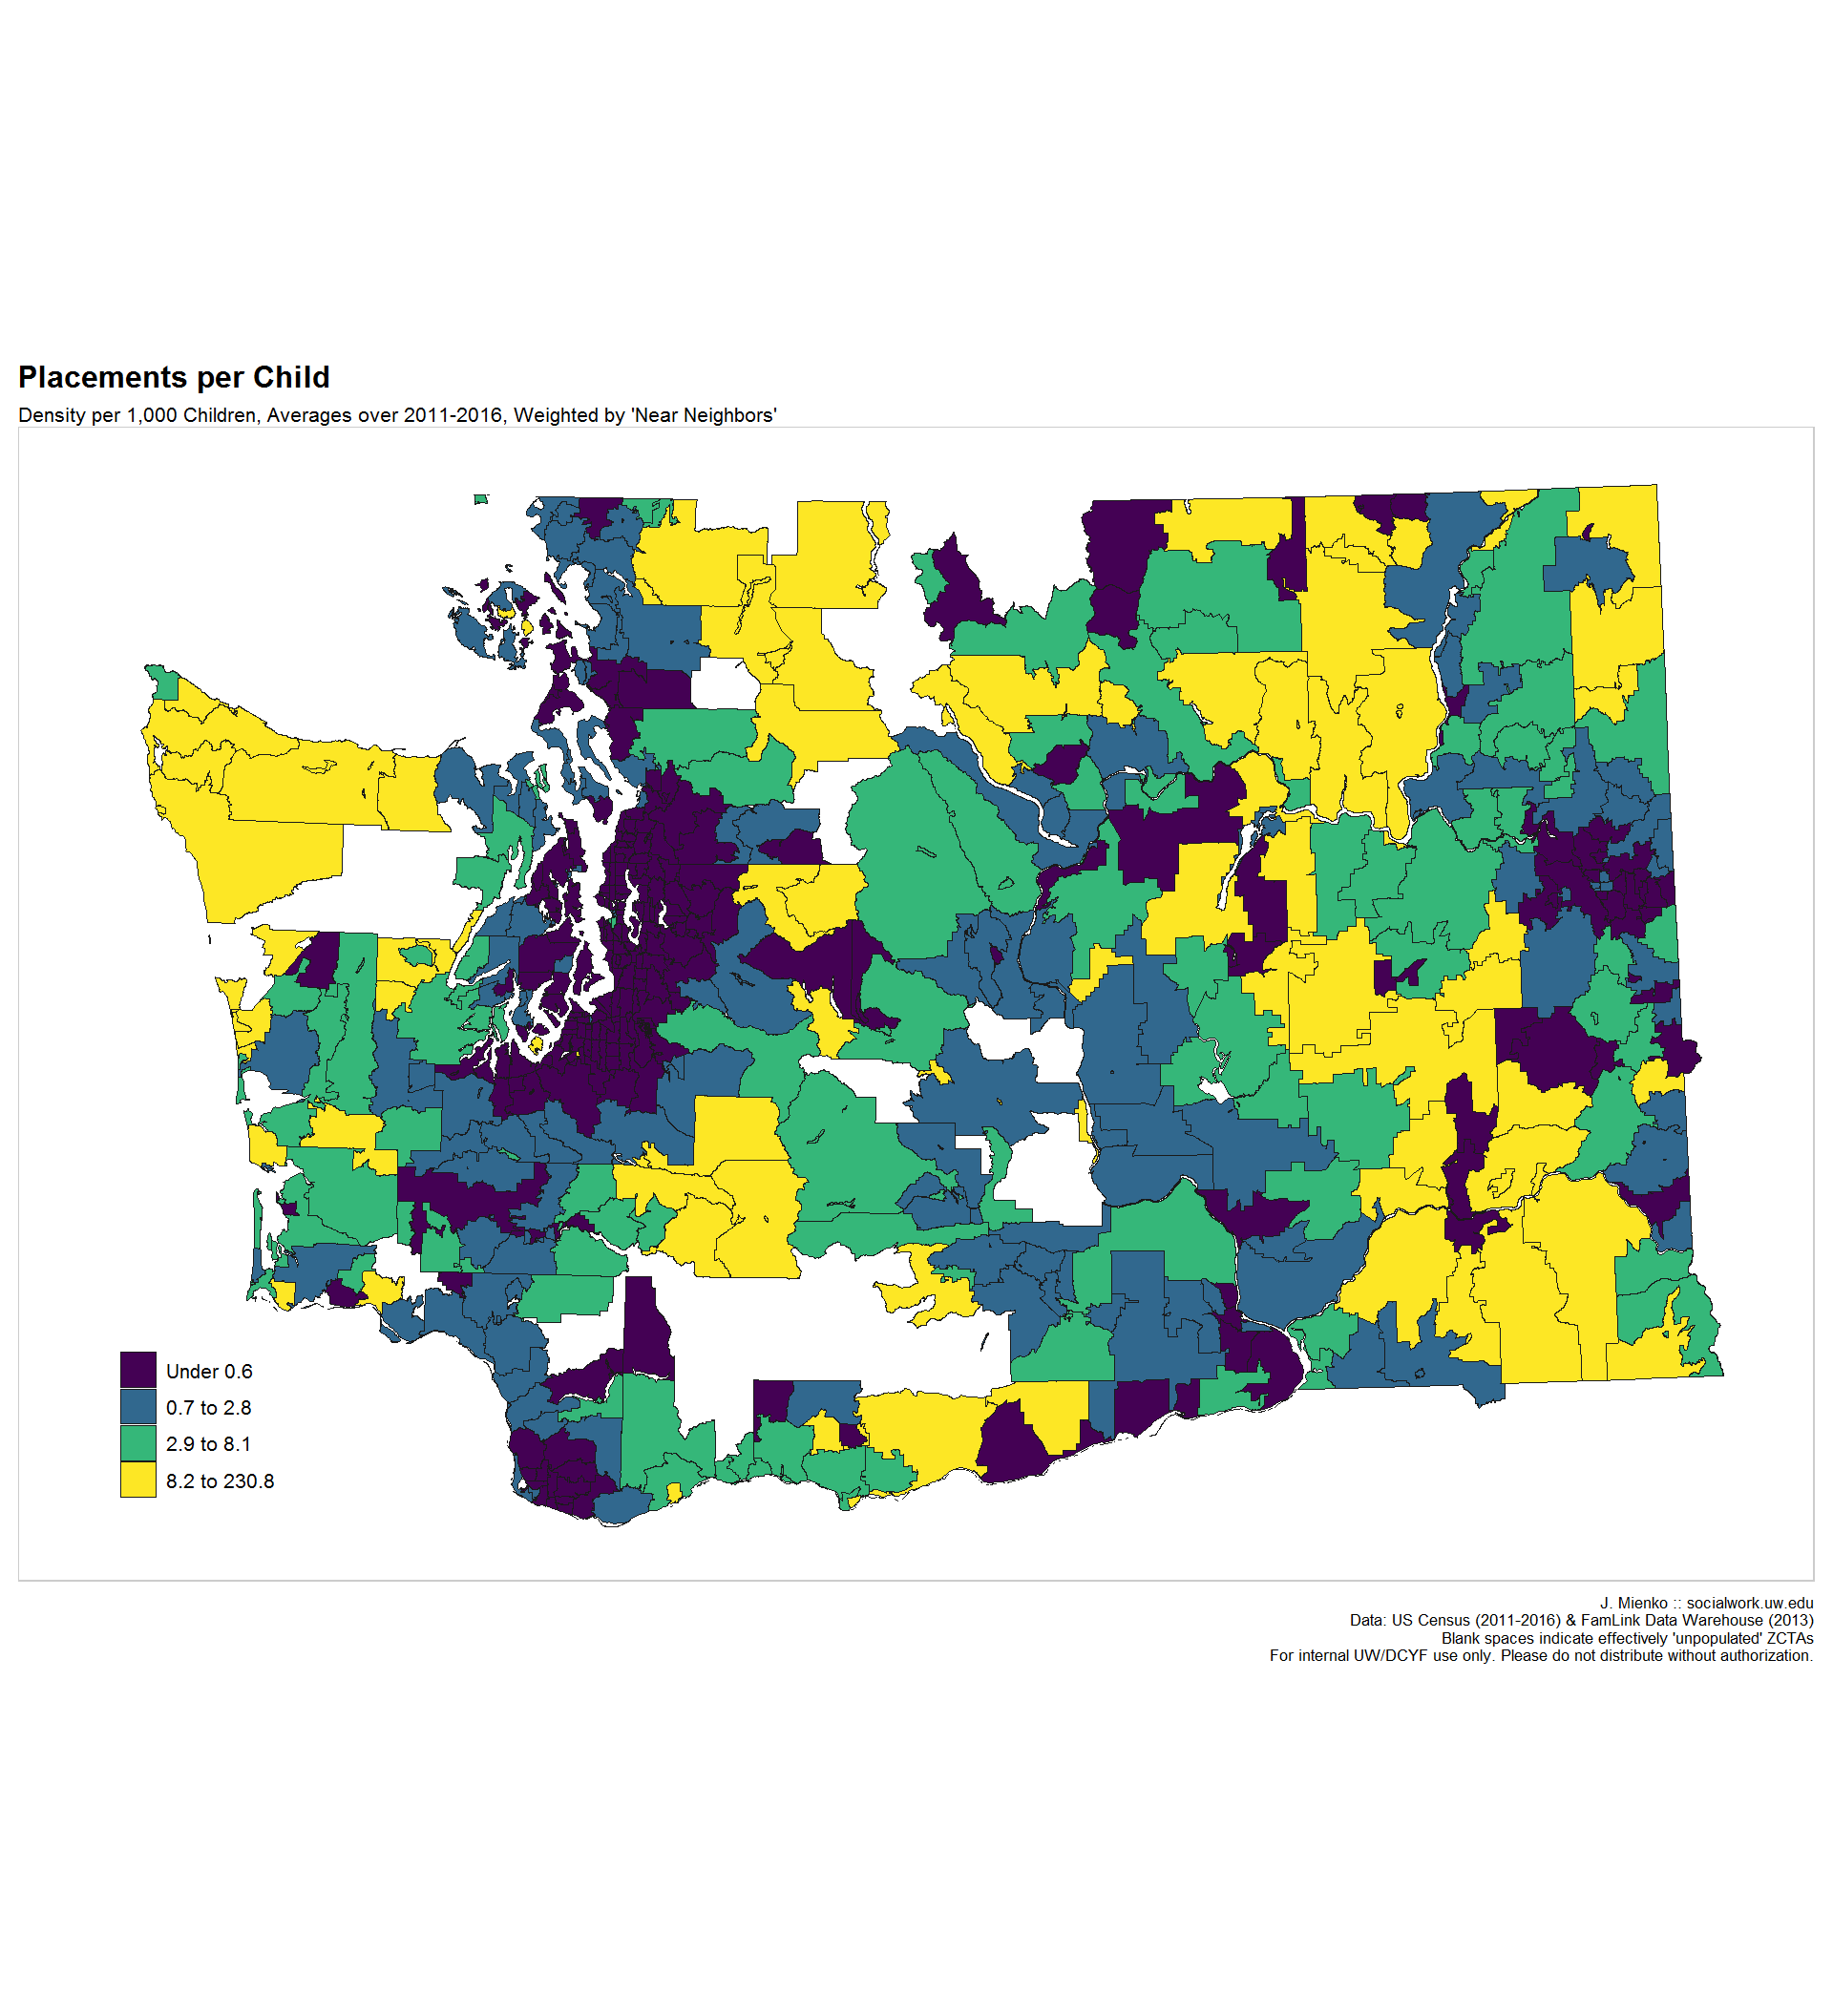 Placements per Child
Density per 1,000 Children, Averages over 2011-2016, Weighted by 'Near Neighbors'
Under 0.6
0.7 to 2.8
2.9 to 8.1
8.2 to 230.8
J. Mienko :: socialwork.uw.edu
Data: US Census (2011-2016) & FamLink Data Warehouse (2013)
Blank spaces indicate effectively 'unpopulated' ZCTAs
For internal UW/DCYF use only. Please do not distribute without authorization.